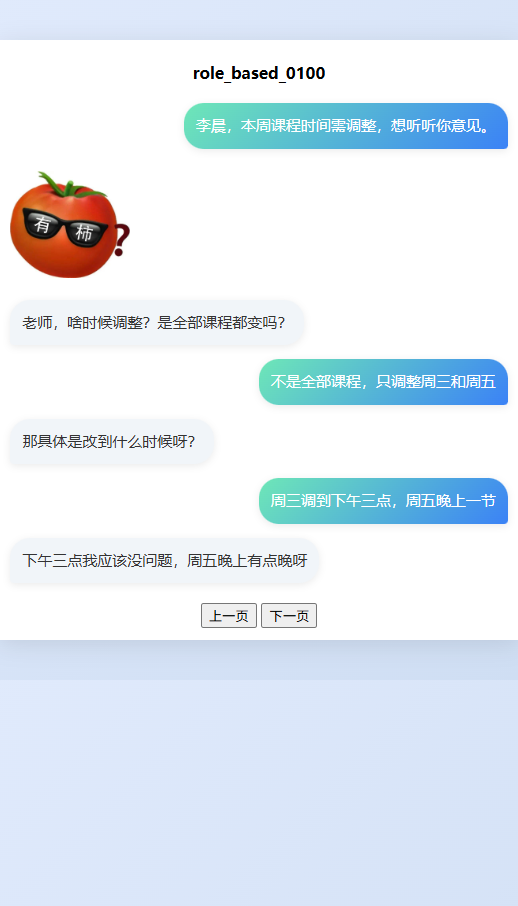 role_based_0100
李晨，本周课程时间需调整，想听听你意见。
有柿?
老师，啥时候调整？是全部课程都变吗？
不是全部课程，只调整周三和周五
那具体是改到什么时候呀？
周三调到下午三点，周五晚上一节
下午三点我应该没问题，周五晚上有点晚呀
上一页 下一页